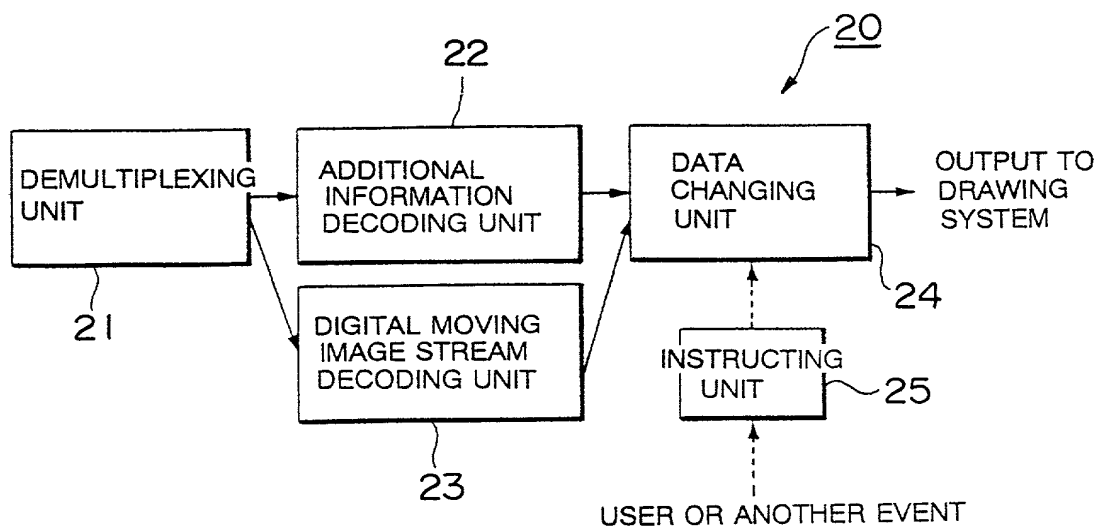 20
22
DEMULTIPLEXING
UNIT
21
ADDITIONAL
INFORMATION
DECODING UNIT
DATA
CHANGING
UNIT
24
OUTPUT TO
DRAWING
SYSTEM
DIGITAL MOVING
IMAGE STREAM
DECODING UNIT
23
INSTRUCTING
UNIT
25
USER OR ANOTHER EVENT